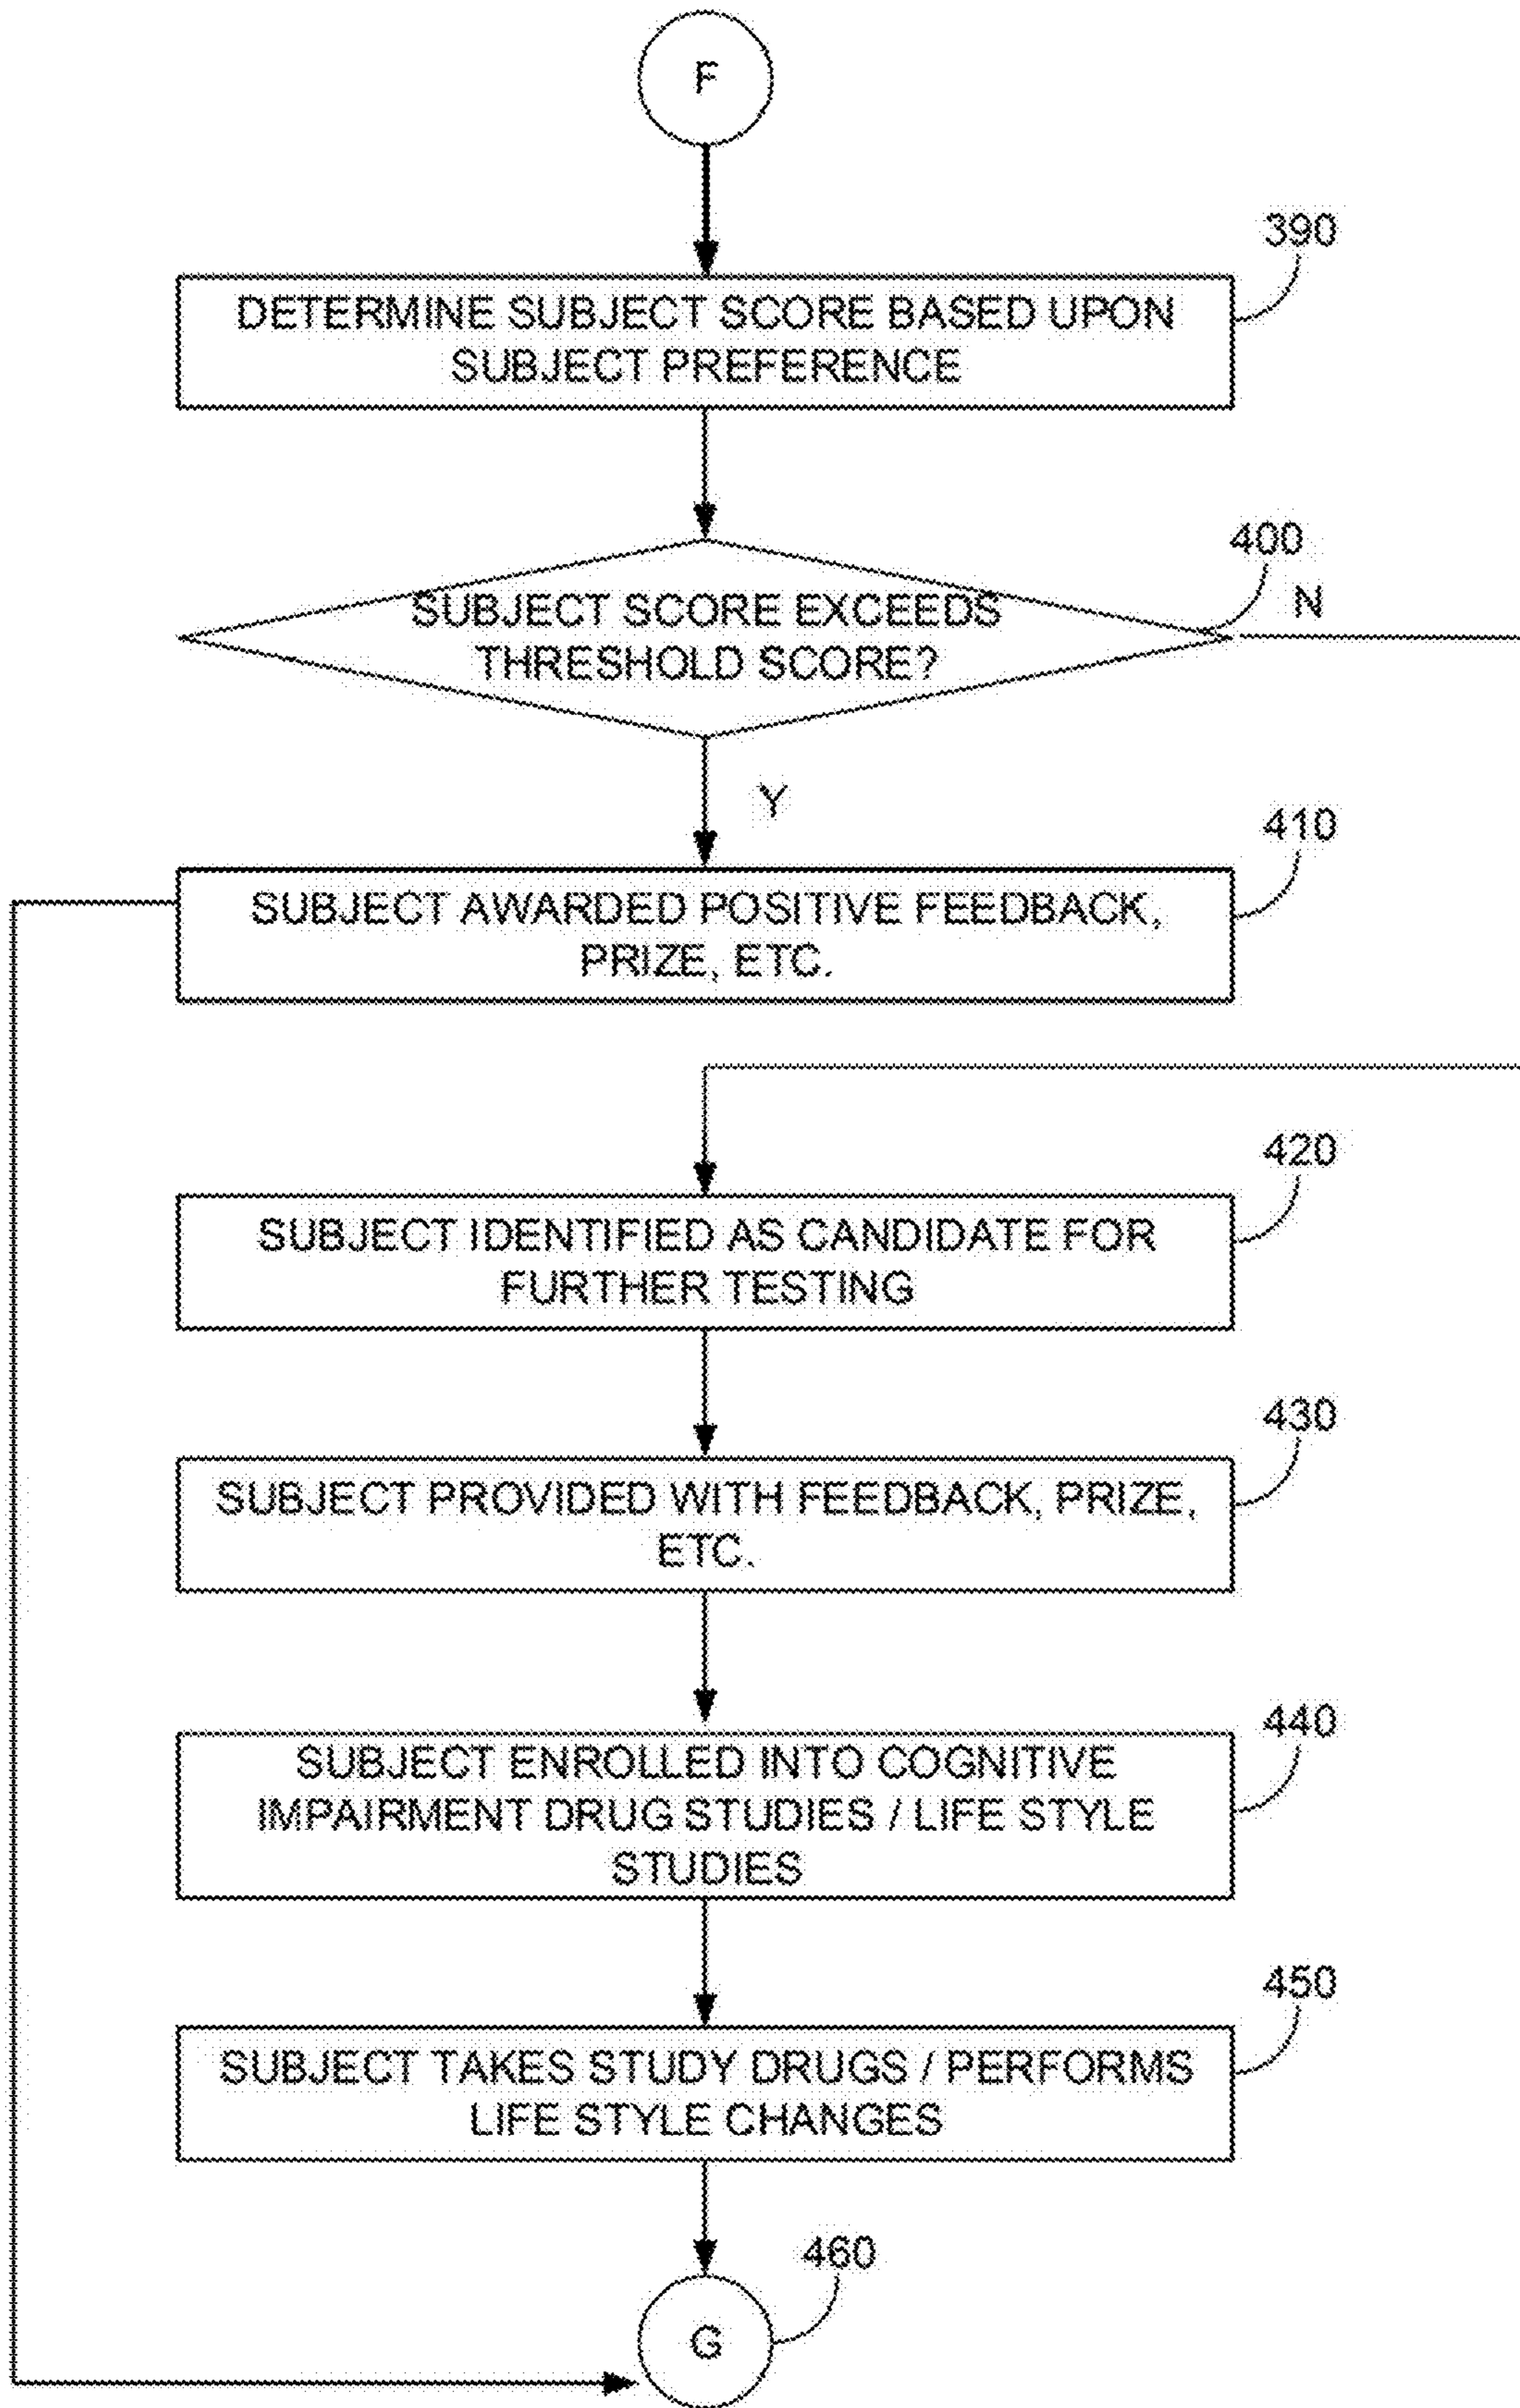 F
390
DETERMINE SUBJECT SCORE BASED UPON
SUBJECT PREFERENCE
400
N
SUBJECT SCORE EXCEEDS
THRESHOLD SCORE?
Y
410
SUBJECT AWARDED POSITIVE FEEDBACK,
PRIZE, ETC.
420
SUBJECT IDENTIFIED AS CANDIDATE FOR
FURTHER TESTING
430
SUBJECT PROVIDED WITH FEEDBACK, PRIZE,
ETC.
440
SUBJECT ENROLLED INTO COGNITIVE
IMPAIRMENT DRUG STUDIES / LIFE STYLE
STUDIES
450
SUBJECT TAKES STUDY DRUGS / PERFORMS
LIFE STYLE CHANGES
460
G